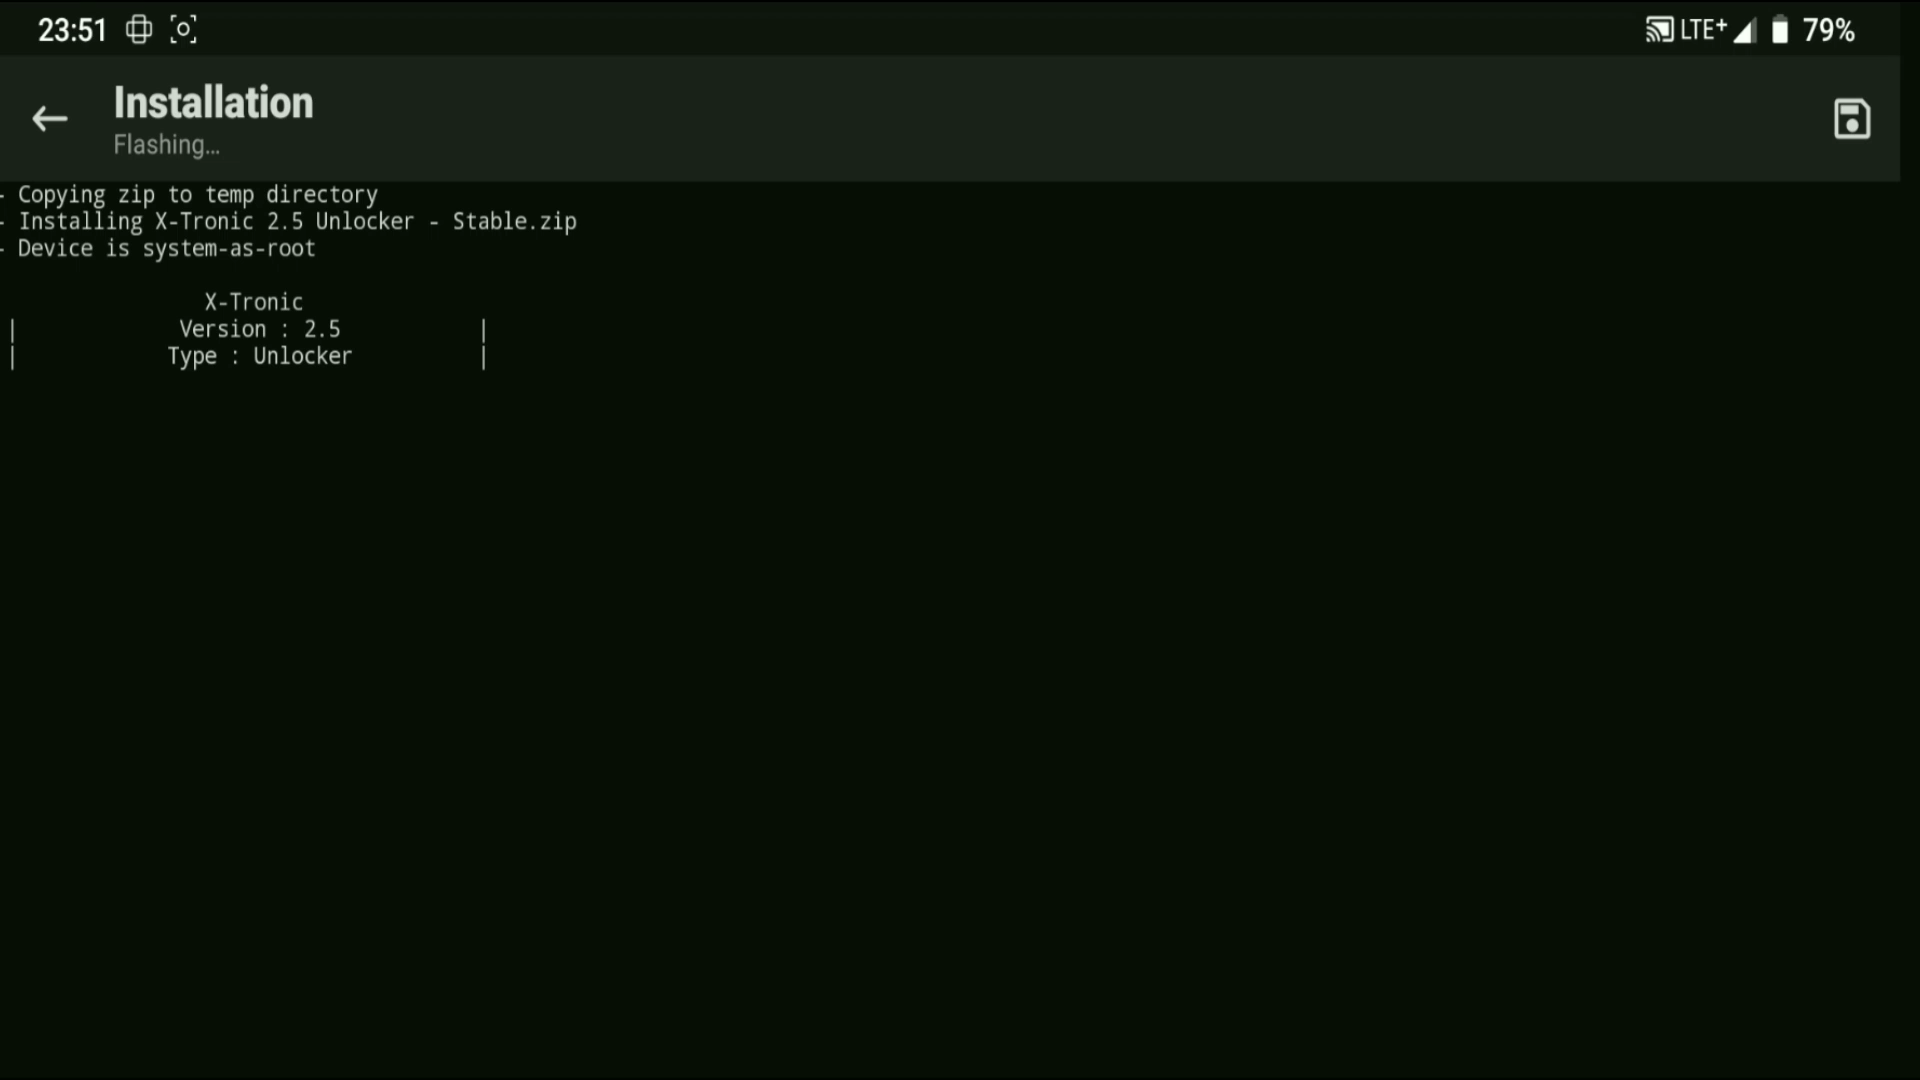 23:51 LTE+ 79%
Installation
Flashing...
- Copying zip to temp directory
- Installing X-Tronic 2.5 Unlocker - Stable.zip
- Device is system-as-root
X-Tronic
| Version : 2.5 |
| Type : Unlocker |